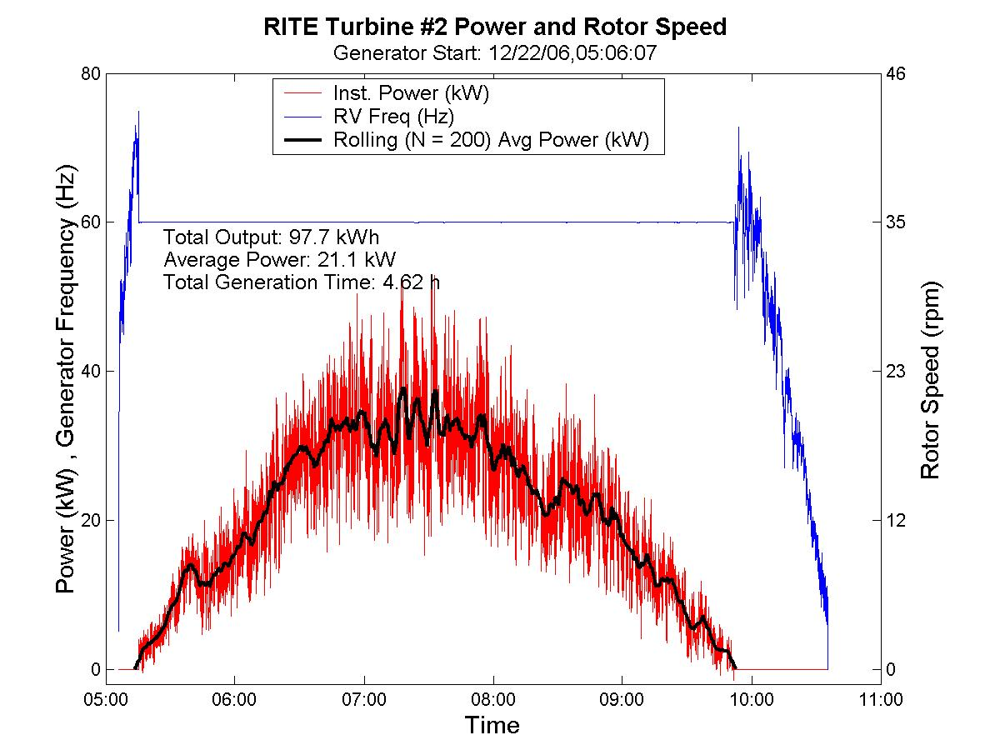 RITE Turbine #2 Power and Rotor Speed
Generator Start: 12/22/06,05:06:07
Inst. Power (kW)
RV Freq (Hz)
Rolling (N = 200) Avg Power (kW)
Total Output: 97.7 kWh
Average Power: 21.1 kW
Total Generation Time: 4.62 h
Power (kW) , Generator Frequency (Hz)
80
60
40
20
0
Rotor Speed (rpm)
46
35
23
12
0
05:00 06:00 07:00 08:00 09:00 10:00 11:00
Time